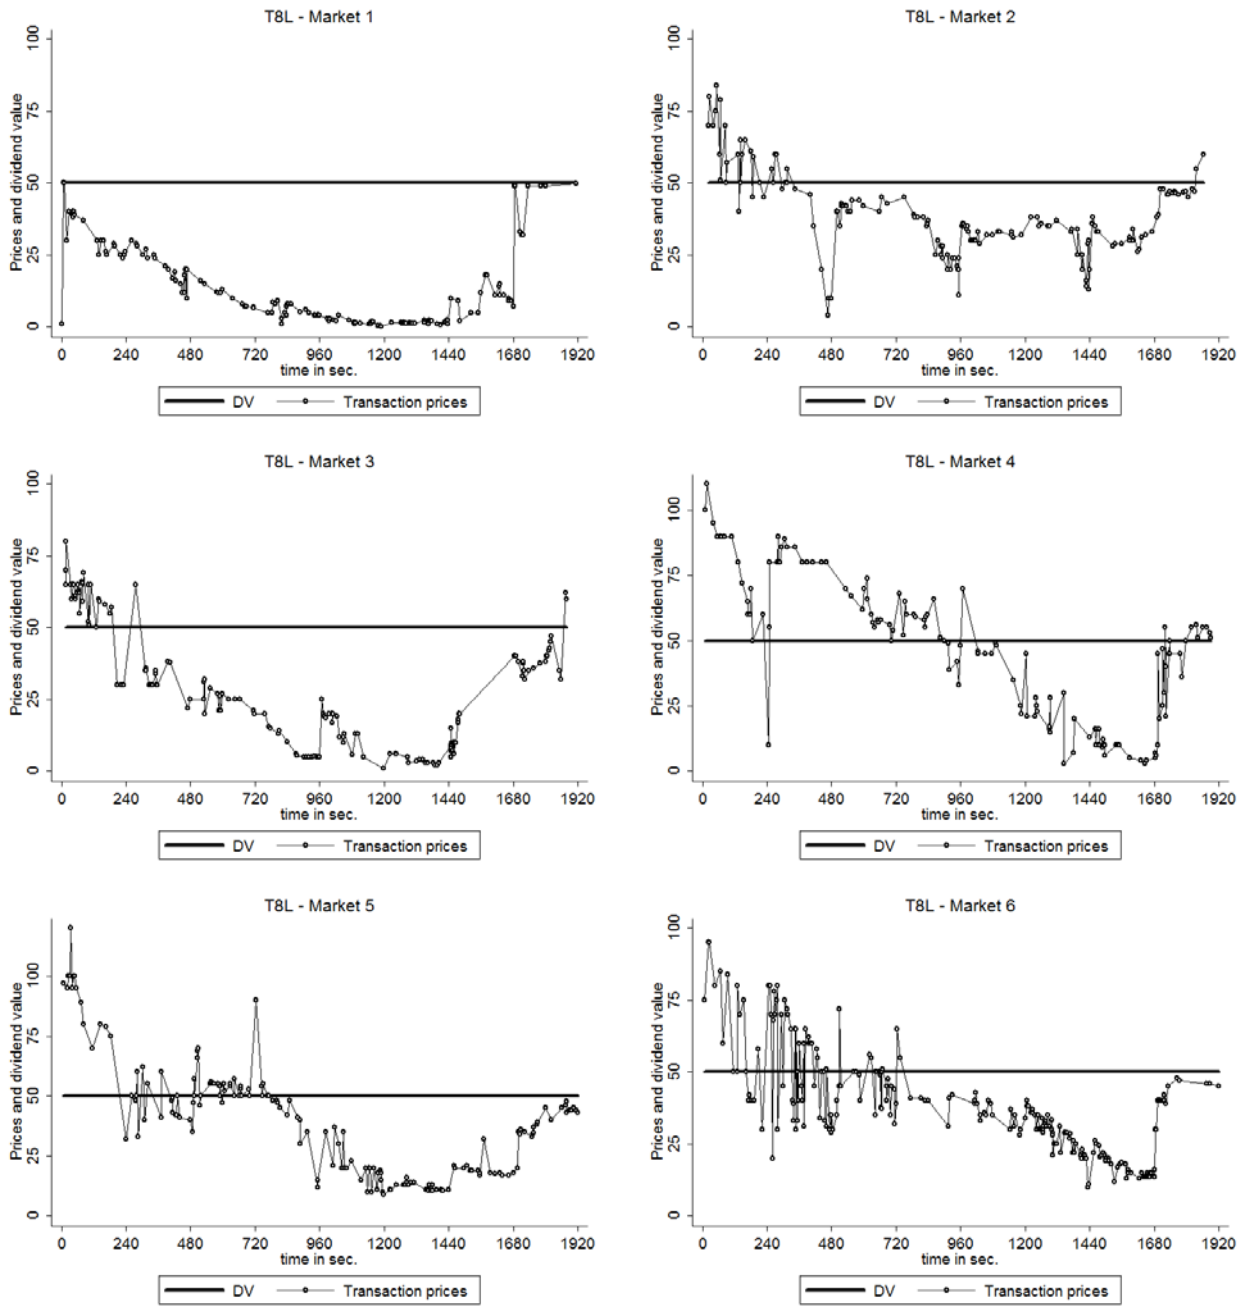 T8L - Market 1
Prices and dividend value
100
75
50
25
0
0 240 480 720 960 1200 1440 1680 1920
time in sec.
DV Transaction prices
T8L - Market 2
Prices and dividend value
100
75
50
25
0
0 240 480 720 960 1200 1440 1680 1920
time in sec.
DV Transaction prices
T8L - Market 3
Prices and dividend value
100
75
50
25
0
0 240 480 720 960 1200 1440 1680 1920
time in sec.
DV Transaction prices
T8L - Market 4
Prices and dividend value
100
75
50
25
0
0 240 480 720 960 1200 1440 1680 1920
time in sec.
DV Transaction prices
T8L - Market 5
Prices and dividend value
100
75
50
25
0
0 240 480 720 960 1200 1440 1680 1920
time in sec.
DV Transaction prices
T8L - Market 6
Prices and dividend value
100
75
50
25
0
0 240 480 720 960 1200 1440 1680 1920
time in sec.
DV Transaction prices